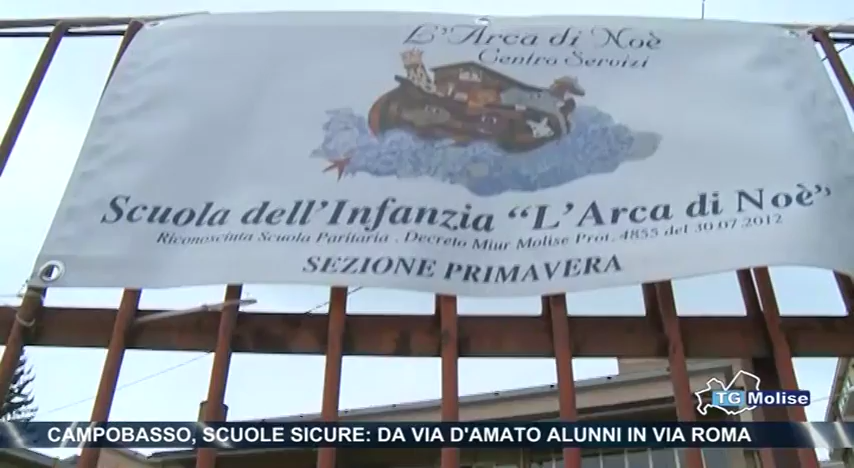 L'Arca di Noè
Centro Servizi
Scuola dell'Infanzia “L'Arca di Noè”
Riconosciuta Scuola Paritaria . Decreto Miur Molise Prot. 4855 del 30.07.2012
SEZIONE PRIMAVERA
TG Molise
CAMPOBASSO, SCUOLE SICURE: DA VIA D'AMATO ALUNNI IN VIA ROMA